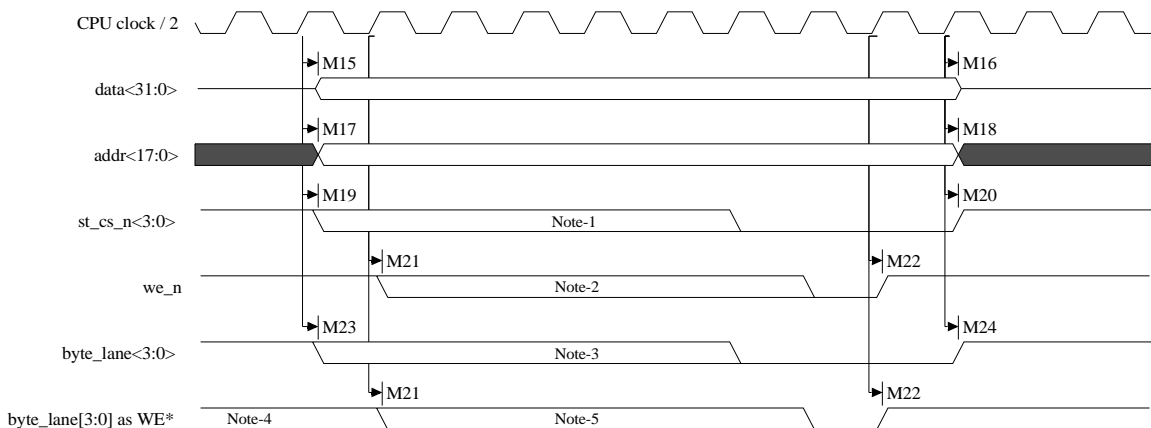 CPU clock / 2
M15
M16
data<31:0>
M17
M18
addr<17:0>
M19
M20
st_cs_n<3:0>
Note-1
M21
M22
we_n
Note-2
M23
M24
byte_lane<3:0>
Note-3
M21
M22
byte_lane[3:0] as WE*
Note-4
Note-5